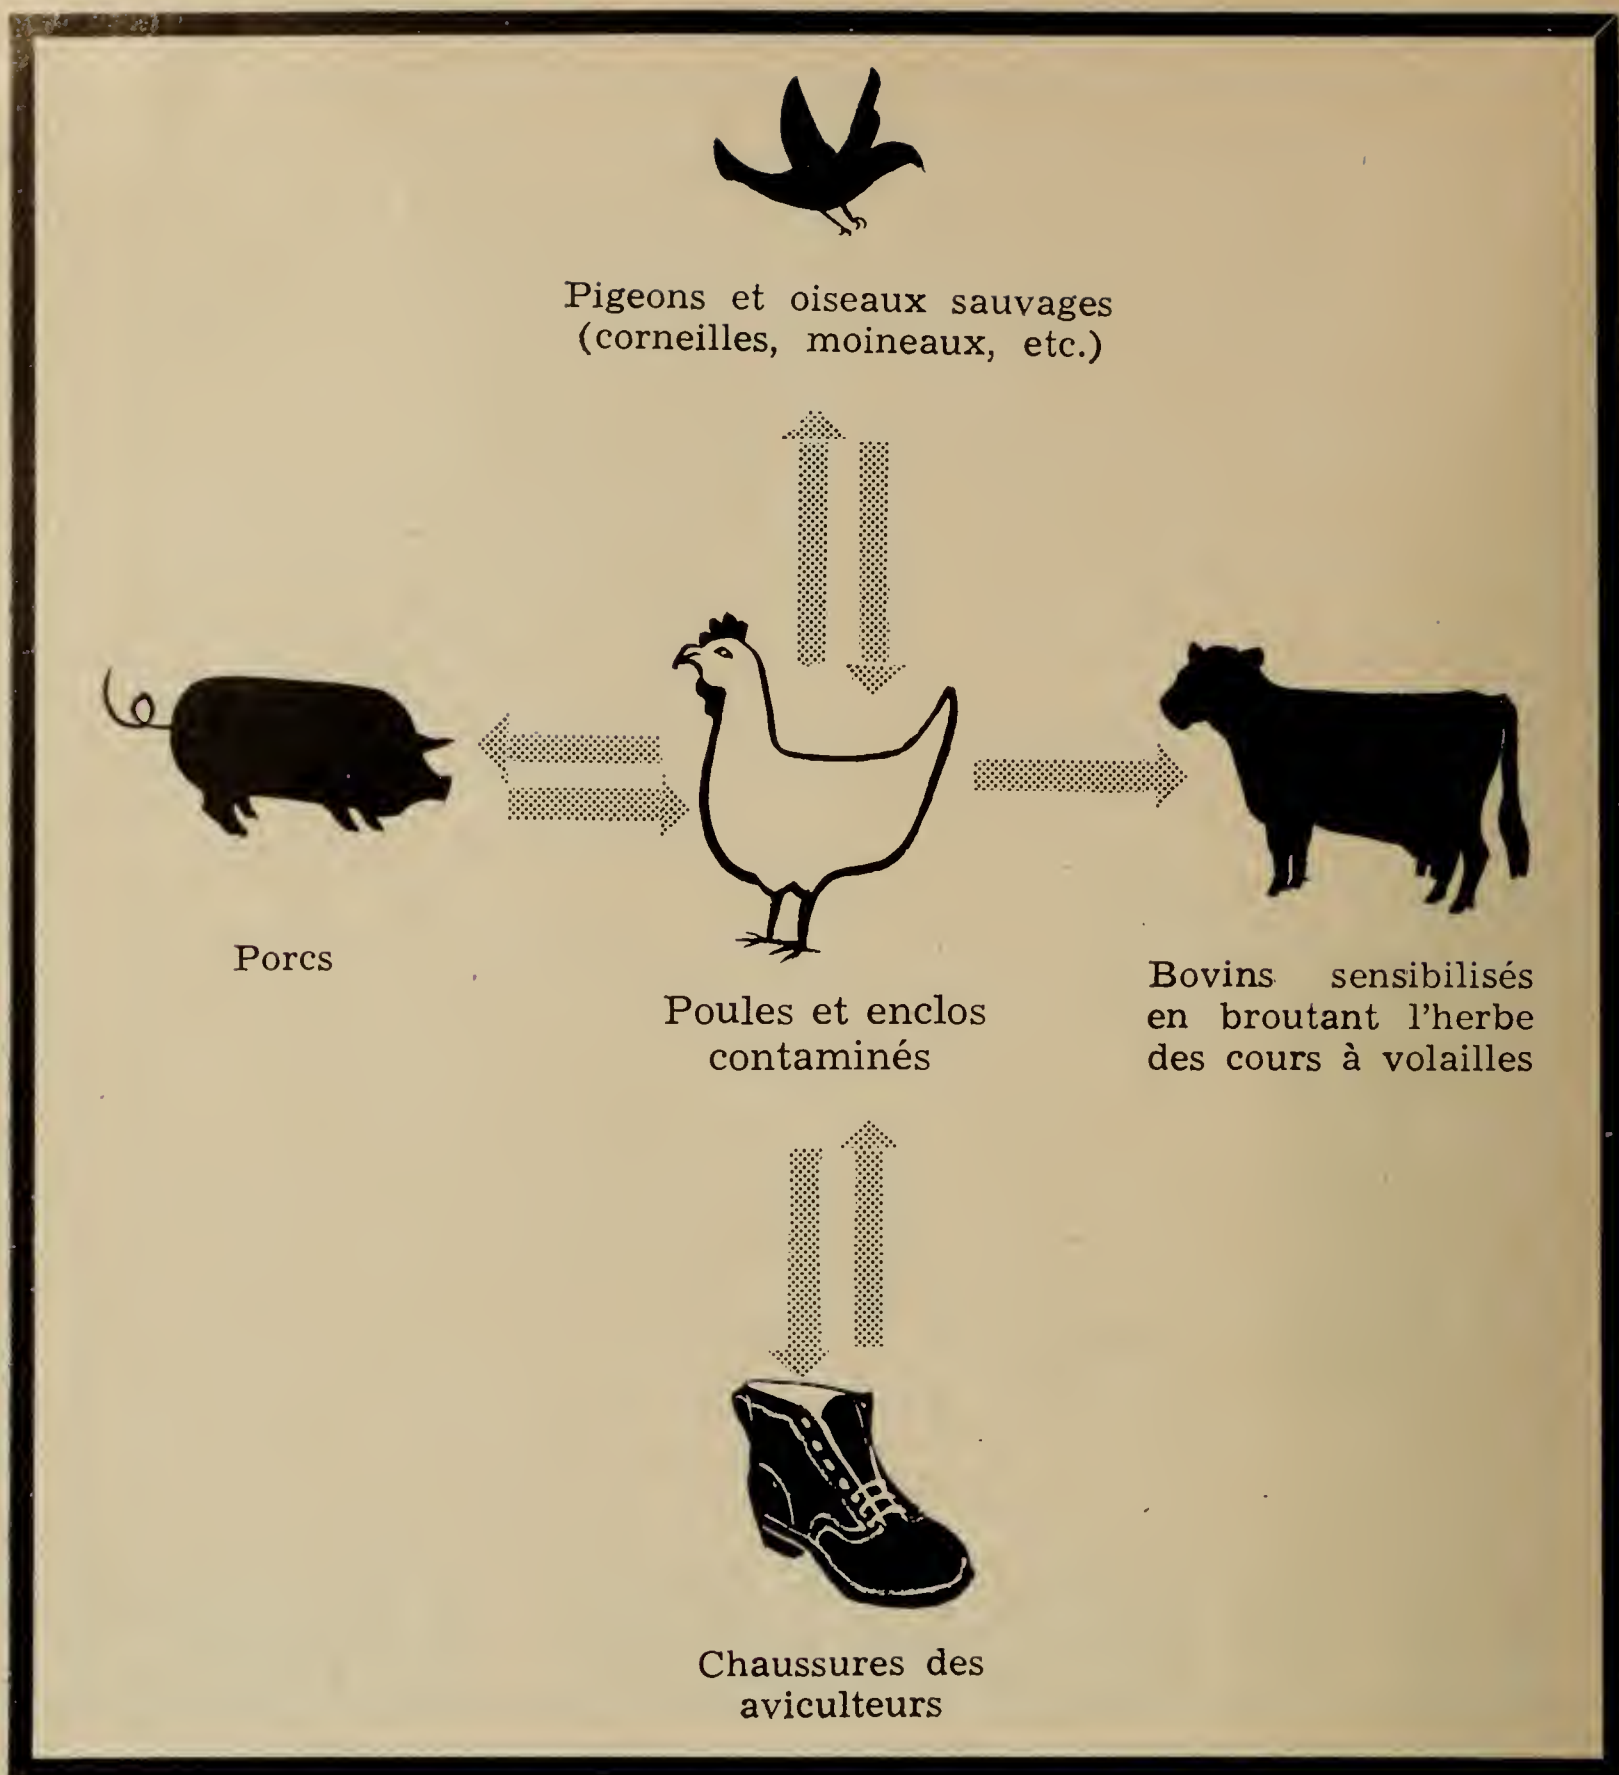 Pigeons et oiseaux sauvages
(corneilles, moineaux, etc.)
Porcs
Poules et enclos
contaminés
Bovins sensibilisés
en broutant l'herbe
des cours à volailles
Chaussures des
aviculteurs